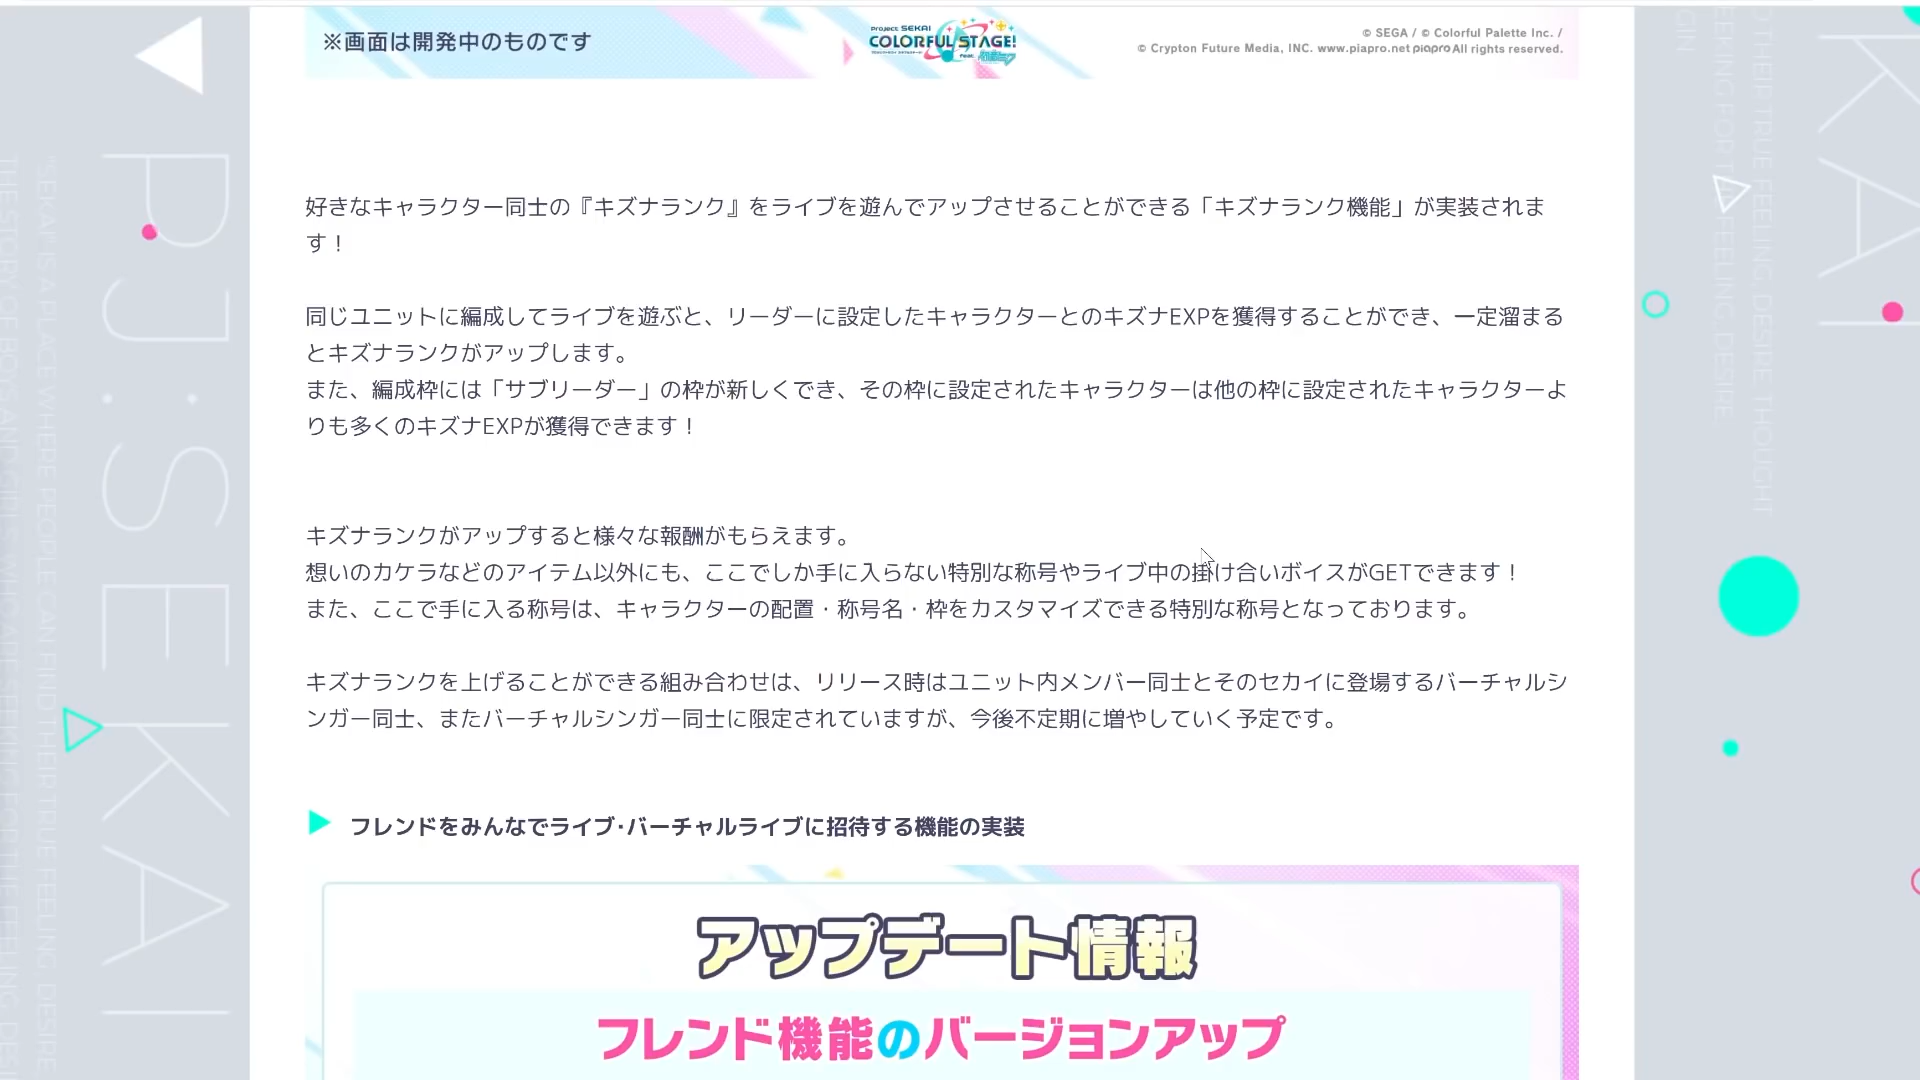 ※画面は開発中のものです
Project SEKAI
COLORFUL STAGE!
feat.
© SEGA / © Colorful Palette Inc. /
© Crypton Future Media, INC. www.piapro.net piapro All rights reserved.
好きなキャラクター同士の『キズナランク』をライブを遊んでアップさせることができる「キズナランク機能」が実装されま
す！
同じユニットに編成してライブを遊ぶと、リーダーに設定したキャラクターとのキズナEXPを獲得することができ、一定溜まる
とキズナランクがアップします。
また、編成枠には「サブリーダー」の枠が新しくでき、その枠に設定されたキャラクターは他の枠に設定されたキャラクターよ
りも多くのキズナEXPが獲得できます！
キズナランクがアップすると様々な報酬がもらえます。
想いのカケラなどのアイテム以外にも、ここでしか手に入らない特別な称号やライブ中の掛け合いボイスがGETできます！
また、ここで手に入る称号は、キャラクターの配置・称号名・枠をカスタマイズできる特別な称号となっております。
キズナランクを上げることができる組み合わせは、リリース時はユニット内メンバー同士とそのセカイに登場するバーチャルシ
ンガー同士、またバーチャルシンガー同士に限定されていますが、今後不定期に増やしていく予定です。
フレンドをみんなでライブ･バーチャルライブに招待する機能の実装
アップデート情報
フレンド機能のバージョンアップ
PJ:SEKAI
"SEKAI" IS A PLACE WHERE PEOPLE CAN FIND THEIR TRUE FEELING, DESIRE
KAI